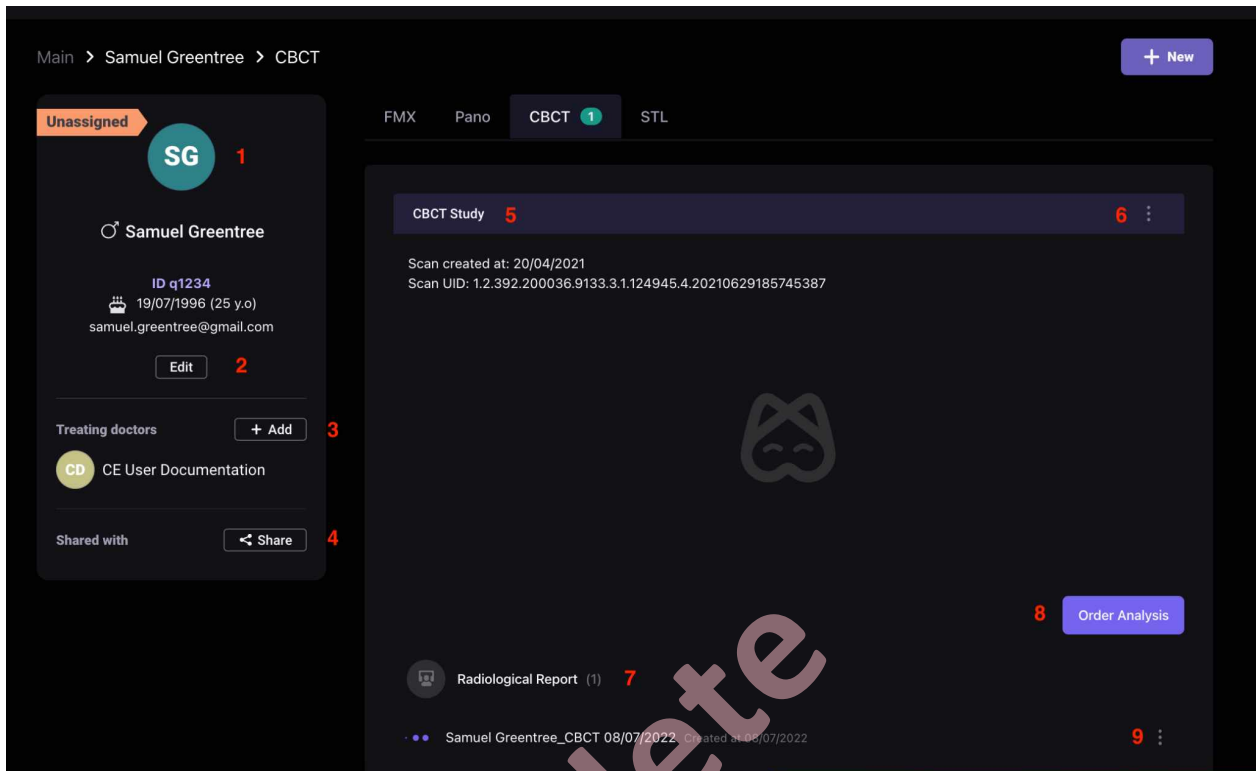 Main > Samuel Greentree > CBCT
+ New
Unassigned
SG 1
Samuel Greentree
ID q1234
19/07/1996 (25 y.o)
samuel.greentree@gmail.com
Edit 2
Treating doctors + Add 3
CD CE User Documentation
Shared with Share 4
FMX Pano CBCT 1 STL
CBCT Study 5 6
Scan created at: 20/04/2021
Scan UID: 1.2.392.200036.9133.3.1.124945.4.20210629185745387
8 Order Analysis
Radiological Report (1) 7
Samuel Greentree_CBCT 08/07/2022 Created at 08/07/2022 9